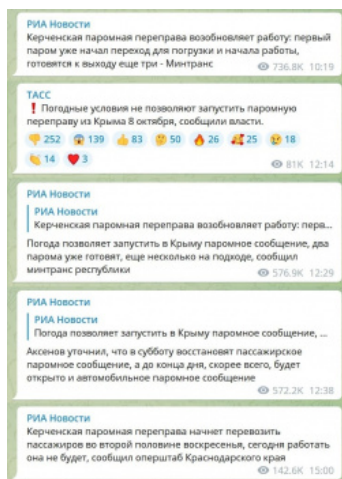 РИА Новости
Керченская паромная переправа возобновляет работу: первый
паром уже начал переход для погрузки и начала работы,
готовятся к выходу еще три - Минтранс
736.8K 10:19
ТАСС
❗ Погодные условия не позволяют запустить паромную
переправу из Крыма 8 октября, сообщили власти.
👎 252 😱 139 👍 83 🤔 50 🔥 26 🥰 25 😢 18
👏 14 ❤ 3
81K 12:14
РИА Новости
РИА Новости
Керченская паромная переправа возобновляет работу: перв...
Погода позволяет запустить в Крыму паромное сообщение, два
парома уже готовят, еще несколько на подходе, сообщил
минтранс республики
576.9K 12:29
РИА Новости
РИА Новости
Погода позволяет запустить в Крыму паромное сообщение, ...
Аксенов уточнил, что в субботу восстановят пассажирское
паромное сообщение, а до конца дня, скорее всего, будет
открыто и автомобильное паромное сообщение
572.2K 12:38
РИА Новости
Керченская паромная переправа начнет перевозить
пассажиров во второй половине воскресенья, сегодня работать
она не будет, сообщил оперштаб Краснодарского края
142.6K 15:00